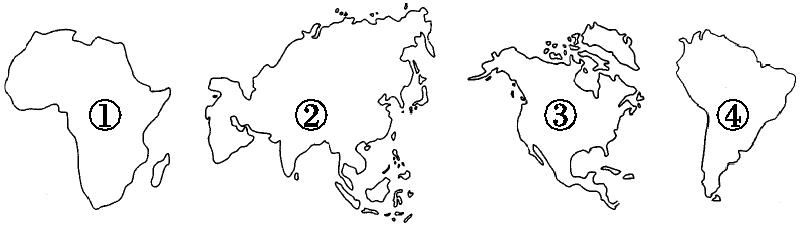 ① ② ③ ④